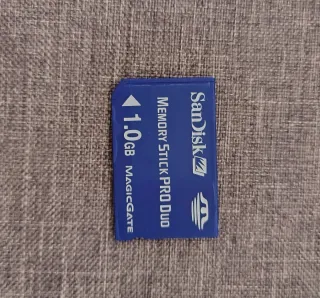 SanDisk
MEMORY STICK PRO DUO
1.0GB MAGICGATE